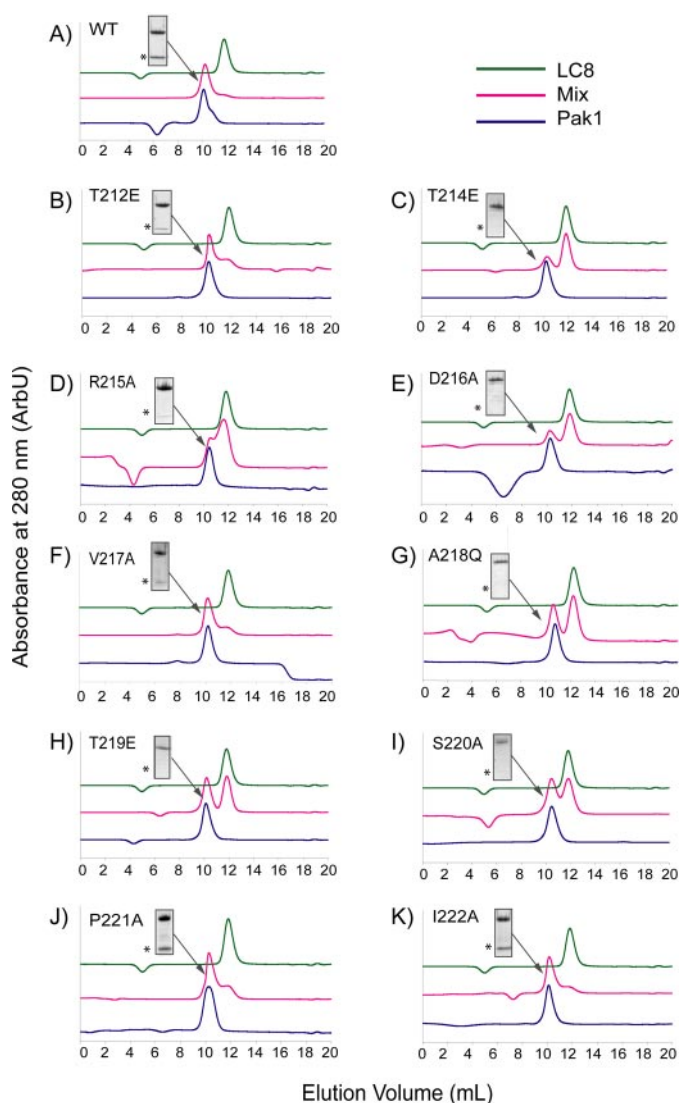 A) WT
*
LC8
Mix
Pak1
0 2 4 6 8 10 12 14 16 18 20
B) T212E
*
0 2 4 6 8 10 12 14 16 18 20
C) T214E
*
0 2 4 6 8 10 12 14 16 18 20
D) R215A
*
0 2 4 6 8 10 12 14 16 18 20
E) D216A
*
0 2 4 6 8 10 12 14 16 18 20
F) V217A
*
0 2 4 6 8 10 12 14 16 18 20
G) A218Q
*
0 2 4 6 8 10 12 14 16 18 20
H) T219E
*
0 2 4 6 8 10 12 14 16 18 20
I) S220A
*
0 2 4 6 8 10 12 14 16 18 20
J) P221A
*
0 2 4 6 8 10 12 14 16 18 20
K) I222A
*
0 2 4 6 8 10 12 14 16 18 20
Absorbance at 280 nm (ArbU)
Elution Volume (mL)